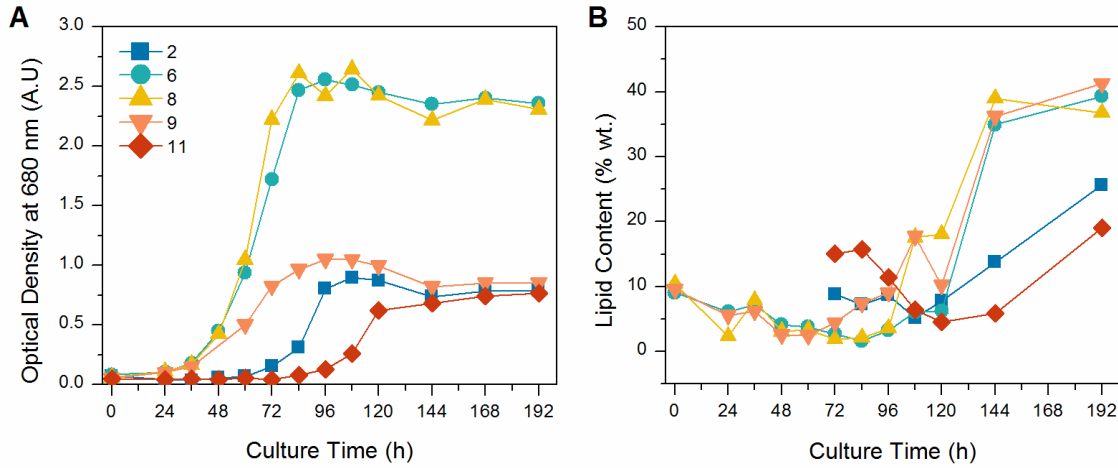 A
Optical Density at 680 nm (A.U)
3.0
2.5
2.0
1.5
1.0
0.5
0.0
2
6
8
9
11
0 24 48 72 96 120 144 168 192
Culture Time (h)
B
Lipid Content (% wt.)
50
40
30
20
10
0
0 24 48 72 96 120 144 168 192
Culture Time (h)